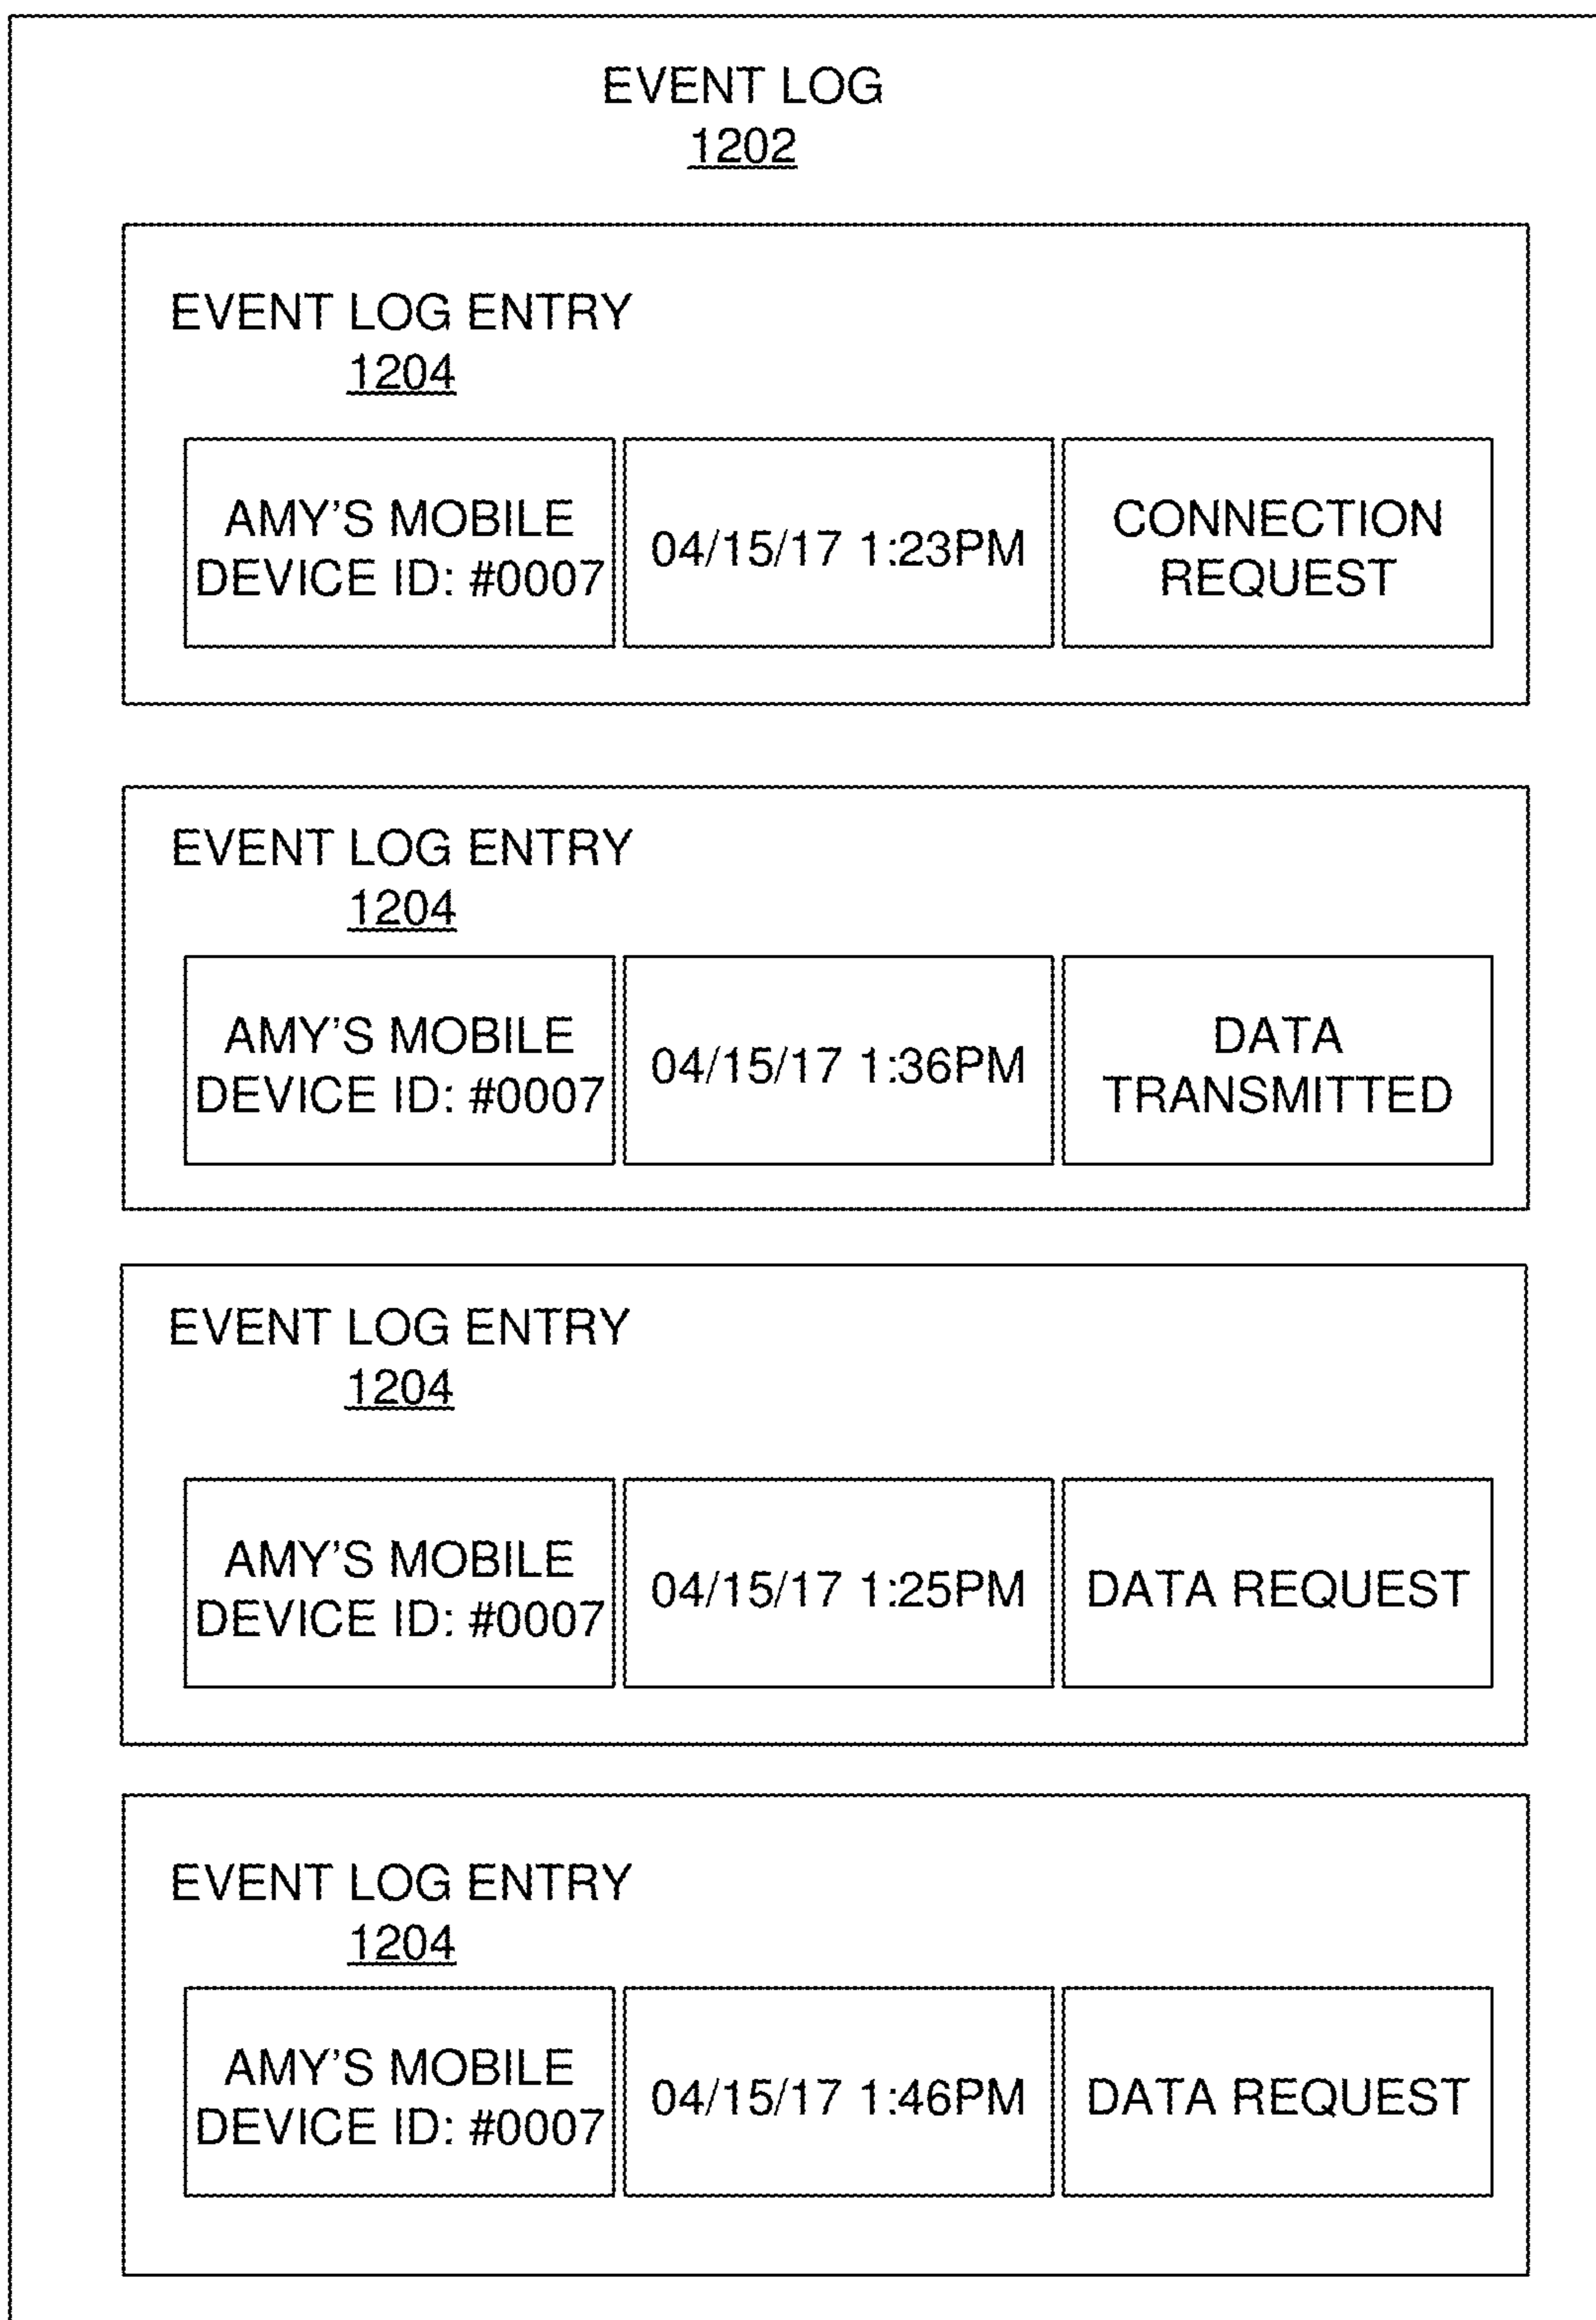 EVENT LOG
1202
EVENT LOG ENTRY
1204
AMY'S MOBILE
DEVICE ID: #0007
04/15/17 1:23PM
CONNECTION
REQUEST
EVENT LOG ENTRY
1204
AMY'S MOBILE
DEVICE ID: #0007
04/15/17 1:36PM
DATA
TRANSMITTED
EVENT LOG ENTRY
1204
AMY'S MOBILE
DEVICE ID: #0007
04/15/17 1:25PM
DATA REQUEST
EVENT LOG ENTRY
1204
AMY'S MOBILE
DEVICE ID: #0007
04/15/17 1:46PM
DATA REQUEST